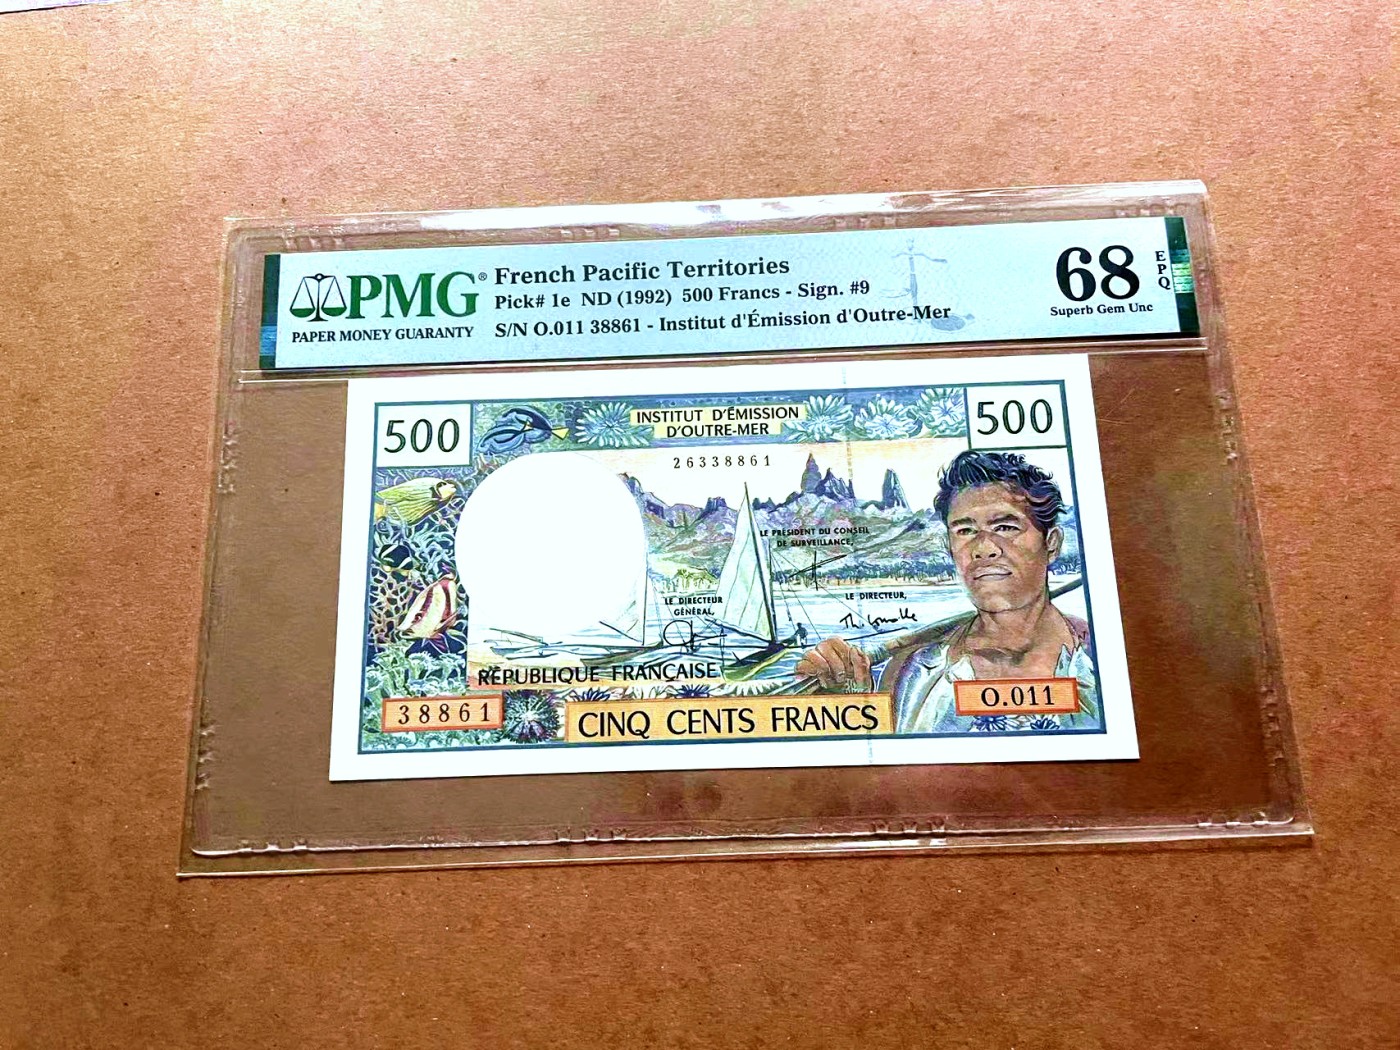 PMG®
PAPER MONEY GUARANTY
French Pacific Territories
Pick# 1e ND (1992) 500 Francs - Sign. #9
S/N O.011 38861 - Institut d'Émission d'Outre-Mer
68
EPQ
Superb Gem Unc
500
INSTITUT D'ÉMISSION
D'OUTRE-MER
500
26338861
LE PRÉSIDENT DU CONSEIL
DE SURVEILLANCE,
LE DIRECTEUR
GÉNÉRAL,
LE DIRECTEUR,
RÉPUBLIQUE FRANÇAISE
38861
CINQ CENTS FRANCS
O.011